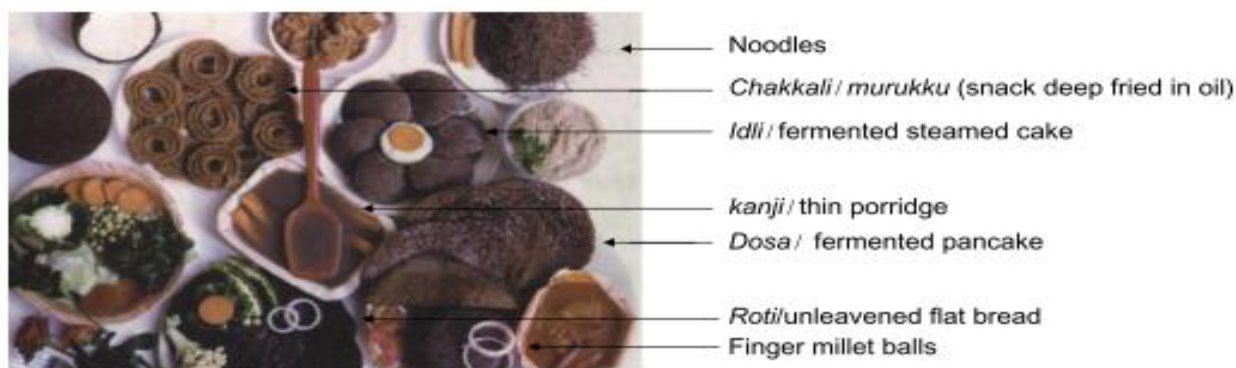 Noodles
Chakkali / murukku (snack deep fried in oil)
Idli / fermented steamed cake
kanji / thin porridge
Dosa / fermented pancake
Roti/unleavened flat bread
Finger millet balls